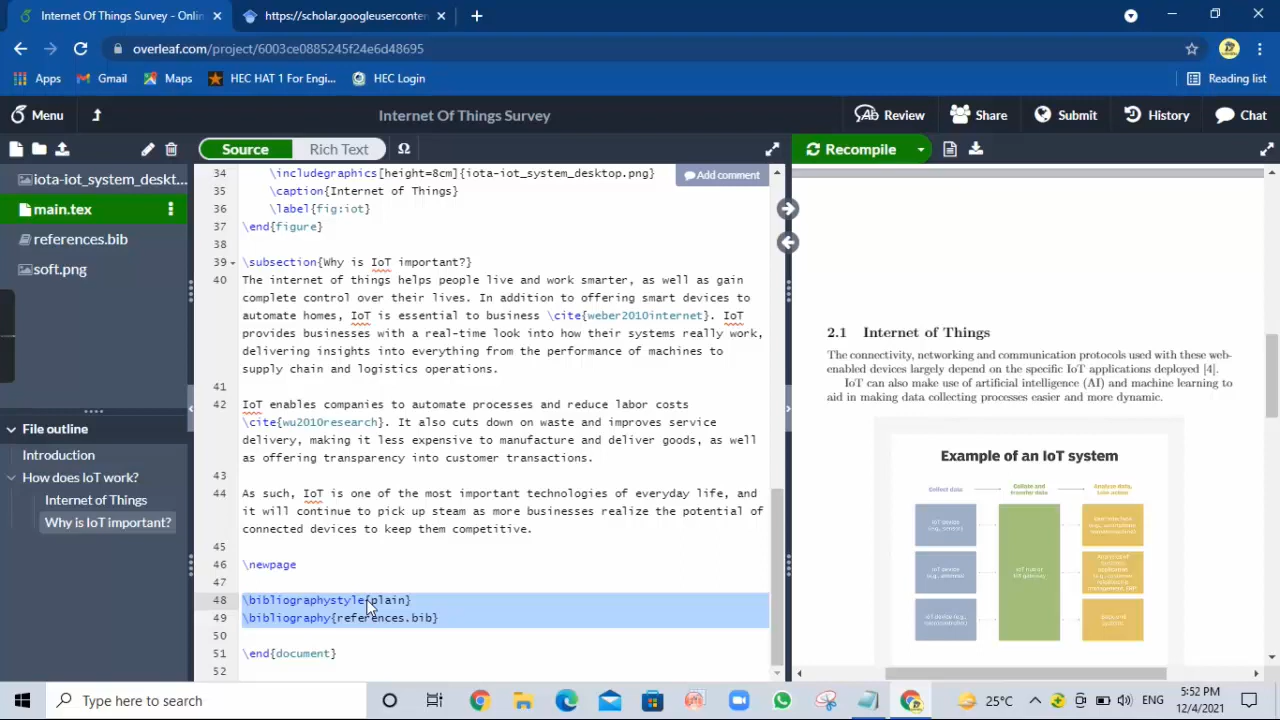 Internet Of Things Survey - Onli
https://scholar.googleuserconten
overleaf.com/project/6003ce0885245f24e6d48695
Apps
Gmail
Maps
HEC HAT 1 For Engi...
HEC Login
Reading list
Menu
Internet Of Things Survey
Review
Share
Submit
History
Chat
Source
Rich Text
Ω
Recompile
iota-iot_system_deskt...
main.tex
references.bib
soft.png
File outline
Introduction
How does IoT work?
Internet of Things
Why is IoT important?
Add comment
34 \includegraphics[height=8cm]{iota-iot_system_desktop.png}
35 \caption{Internet of Things}
36 \label{fig:iot}
37 \end{figure}
38
39 \subsection{Why is IoT important?}
40 The internet of things helps people live and work smarter, as well as gain
complete control over their lives. In addition to offering smart devices to
automate homes, IoT is essential to business \cite{weber2010internet}. IoT
provides businesses with a real-time look into how their systems really work,
delivering insights into everything from the performance of machines to
supply chain and logistics operations.
41
42 IoT enables companies to automate processes and reduce labor costs
\cite{wu2010research}. It also cuts down on waste and improves service
delivery, making it less expensive to manufacture and deliver goods, as well
as offering transparency into customer transactions.
43
44 As such, IoT is one of the most important technologies of everyday life, and
it will continue to pick up steam as more businesses realize the potential of
connected devices to keep them competitive.
45
46 \newpage
47
48 \bibliographystyle{plain}
49 \bibliography{references.bib}
50
51 \end{document}
52
2.1 Internet of Things
The connectivity, networking and communication protocols used with these web-
enabled devices largely depend on the specific IoT applications deployed [4].
IoT can also make use of artificial intelligence (AI) and machine learning to
aid in making data collecting processes easier and more dynamic.
Example of an IoT system
Collect data
Collate and
transfer data
Analyze data,
take action
Type here to search
25°C
ENG
5:52 PM
12/4/2021